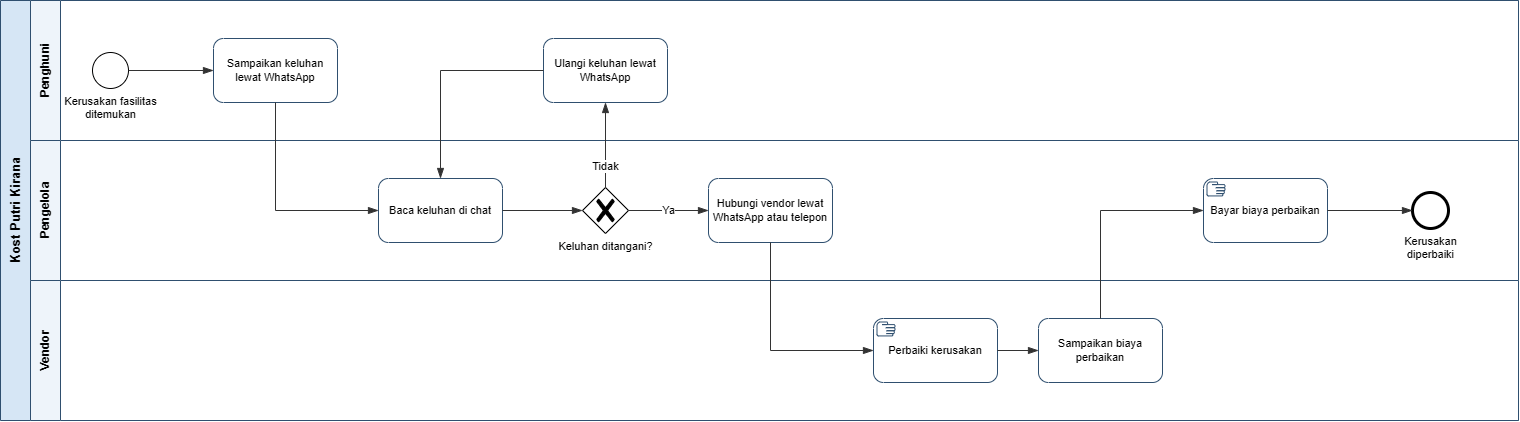 Kost Putri Kirana
Penghuni
Kerusakan fasilitas
ditemukan
Sampaikan keluhan
lewat WhatsApp
Ulangi keluhan lewat
WhatsApp
Pengelola
Baca keluhan di chat
Tidak
Keluhan ditangani?
Ya
Hubungi vendor lewat
WhatsApp atau telepon
Bayar biaya perbaikan
Kerusakan
diperbaiki
Vendor
Perbaiki kerusakan
Sampaikan biaya
perbaikan